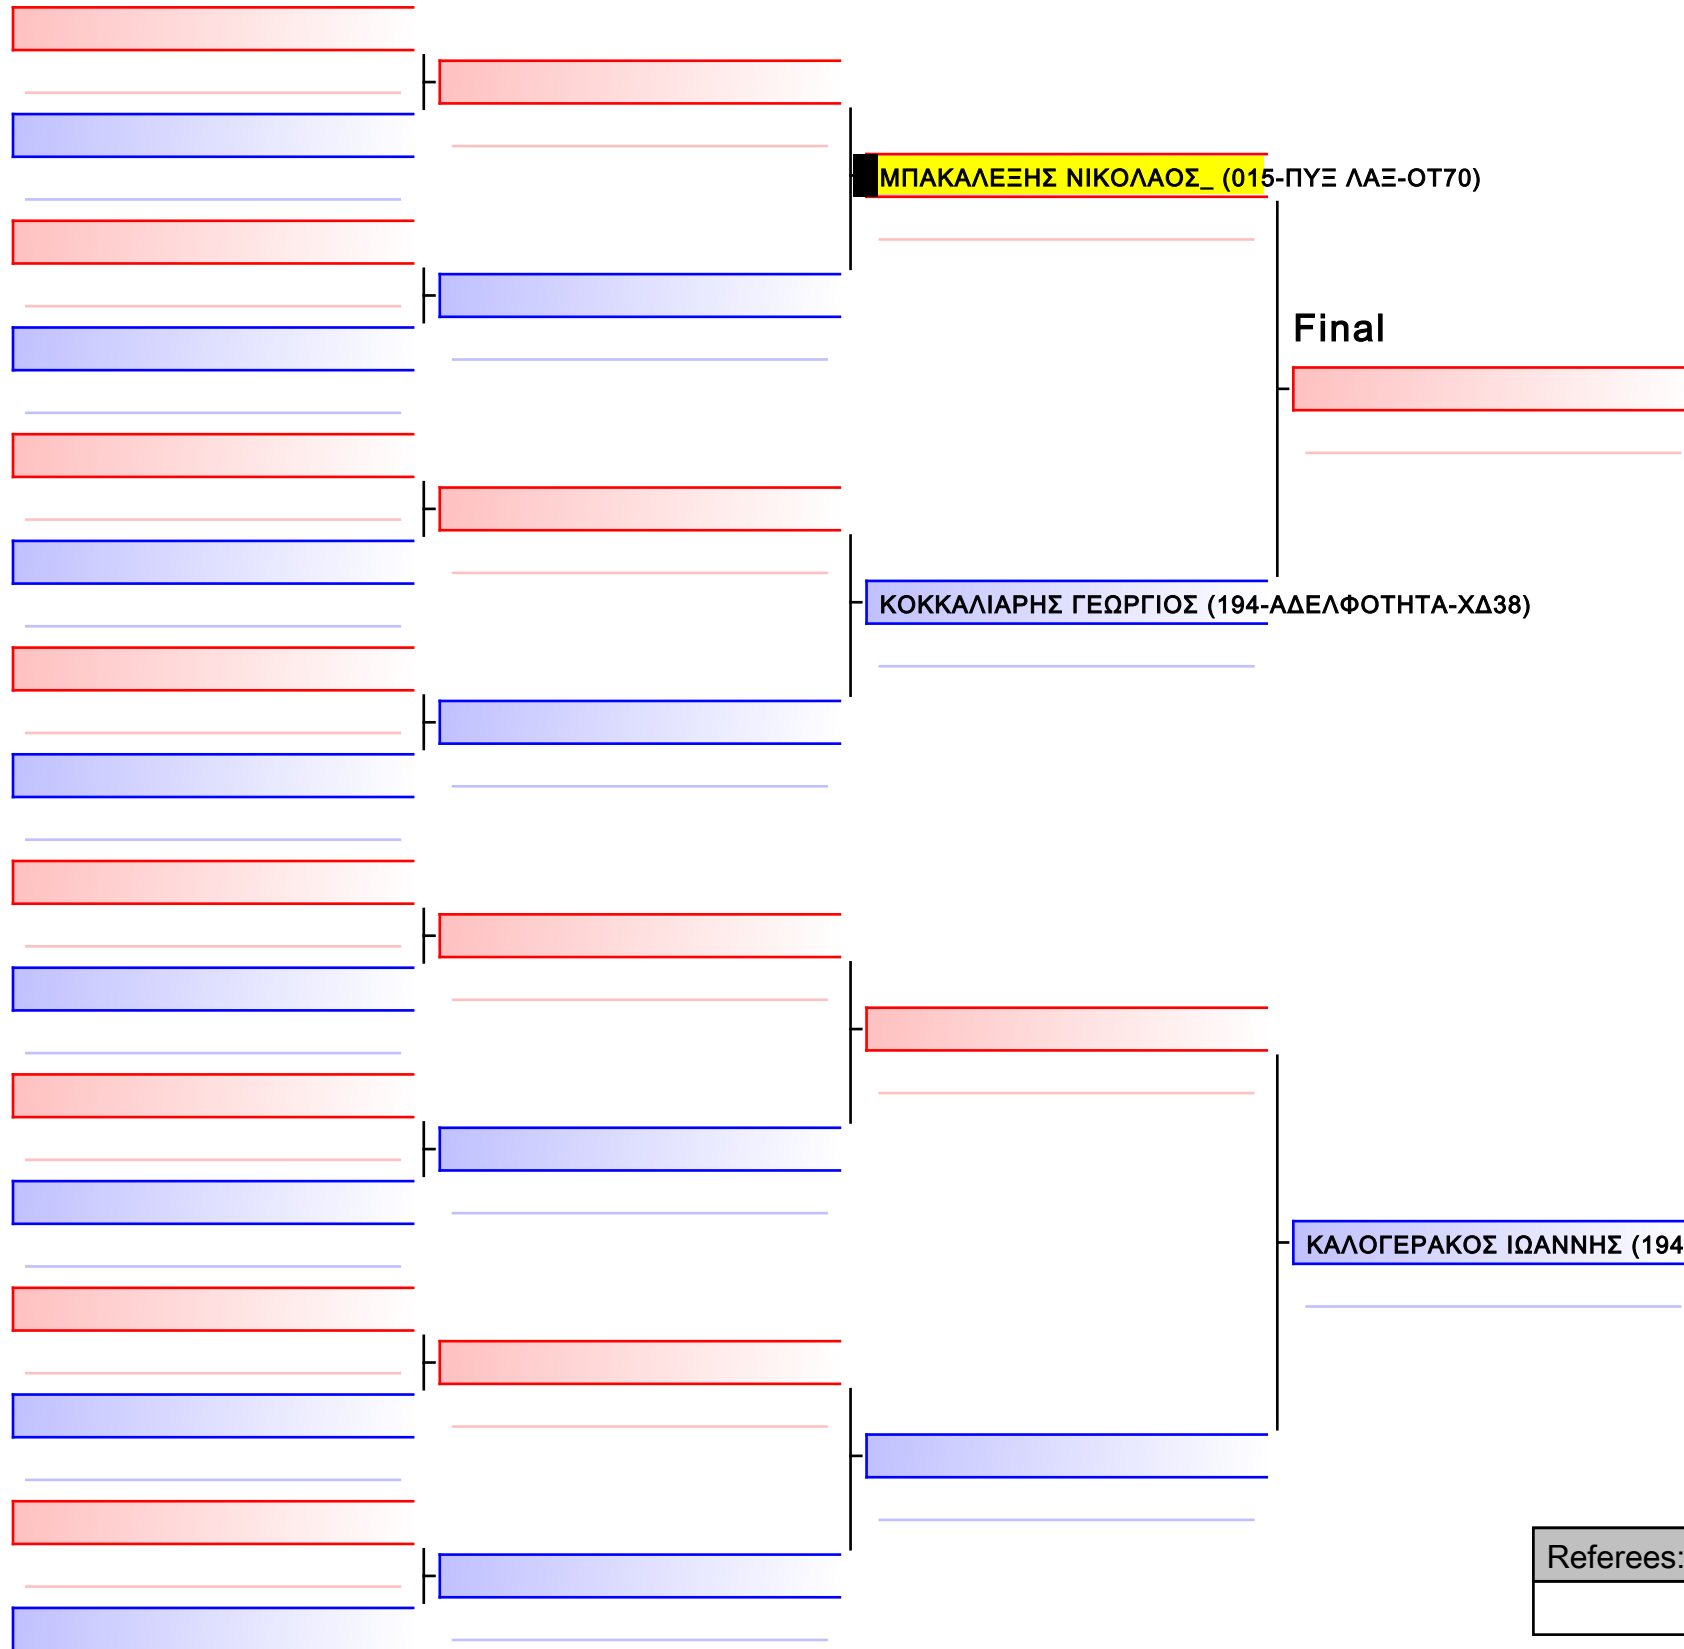 ΜΠΑΚΑΛΕΞΗΣ ΝΙΚΟΛΑΟΣ_ (015-ΠΥΞ ΛΑΞ-ΟΤ70)
Final
ΚΟΚΚΑΛΙΑΡΗΣ ΓΕΩΡΓΙΟΣ (194-ΑΔΕΛΦΟΤΗΤΑ-ΧΔ38)
ΚΑΛΟΓΕΡΑΚΟΣ ΙΩΑΝΝΗΣ (194
Referees: